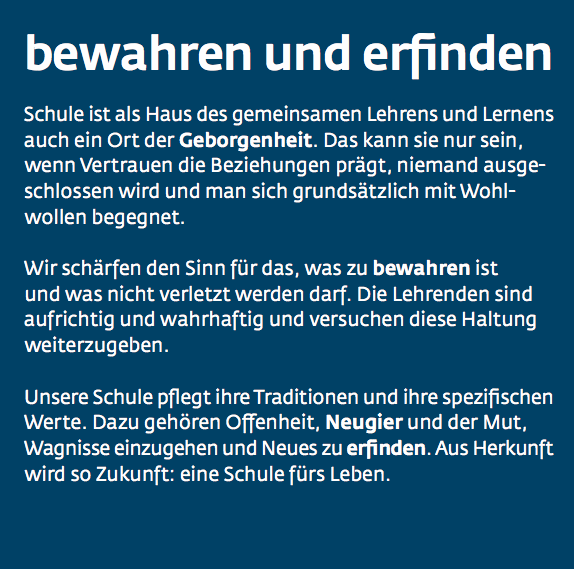 bewahren und erfinden
Schule ist als Haus des gemeinsamen Lehrens und Lernens
auch ein Ort der Geborgenheit. Das kann sie nur sein,
wenn Vertrauen die Beziehungen prägt, niemand ausge-
schlossen wird und man sich grundsätzlich mit Wohl-
wollen begegnet.
Wir schärfen den Sinn für das, was zu bewahren ist
und was nicht verletzt werden darf. Die Lehrenden sind
aufrichtig und wahrhaftig und versuchen diese Haltung
weiterzugeben.
Unsere Schule pflegt ihre Traditionen und ihre spezifischen
Werte. Dazu gehören Offenheit, Neugier und der Mut,
Wagnisse einzugehen und Neues zu erfinden. Aus Herkunft
wird so Zukunft: eine Schule fürs Leben.